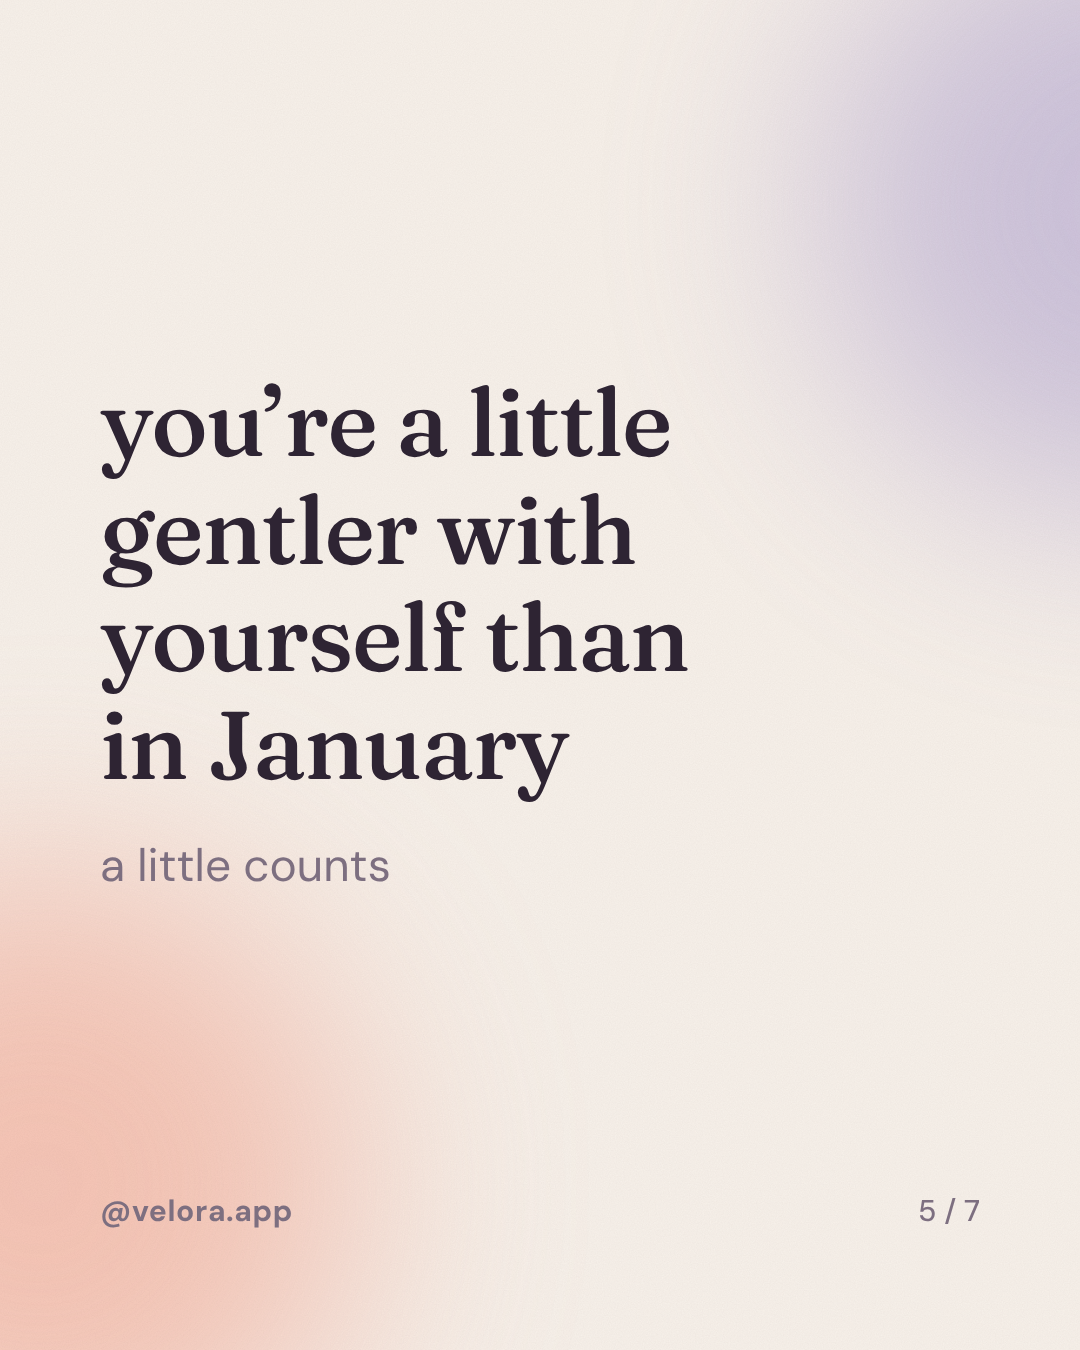 you’re a little
gentler with
yourself than
in January
a little counts
@velora.app
5 / 7